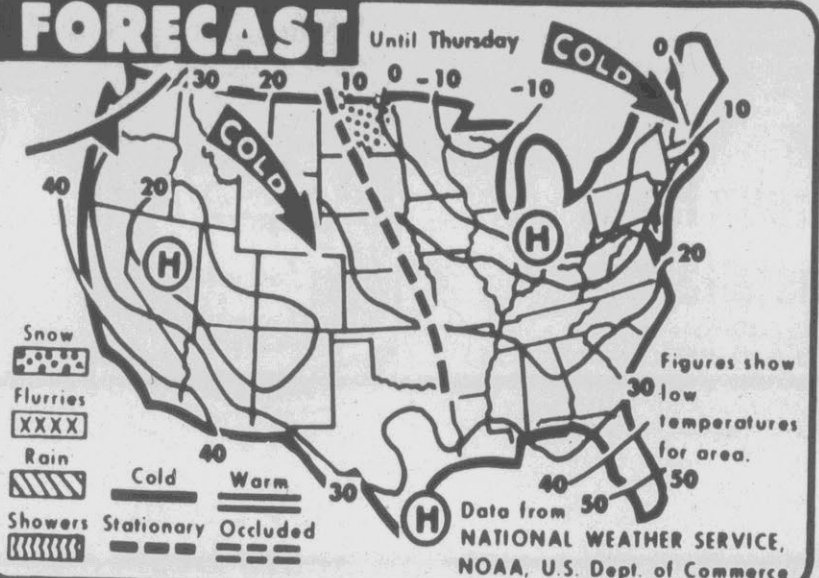 FORECAST
Until Thursday
COLD
0
30 20 10 0 -10 -10
10
COLD
40 20
H
H
20
Snow
Flurries
XXXX
Rain
Showers
Cold
Warm
Stationary
Occluded
40
30
H
30
40
50
50
Figures show
low
temperatures
for area.
Data from
NATIONAL WEATHER SERVICE,
NOAA, U.S. Dept. of Commerce